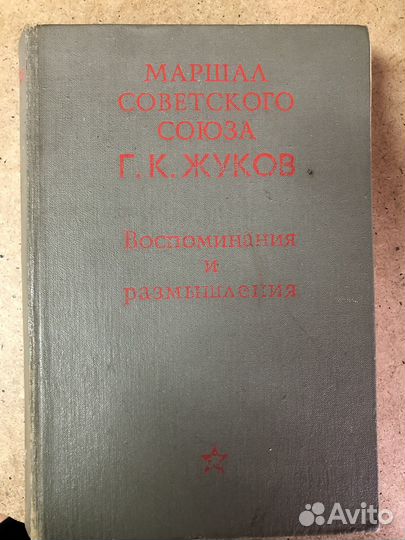 МАРШАЛ
СОВЕТСКОГО
СОЮЗА
Г. К. ЖУКОВ
Воспоминания
и
размышления
Avito